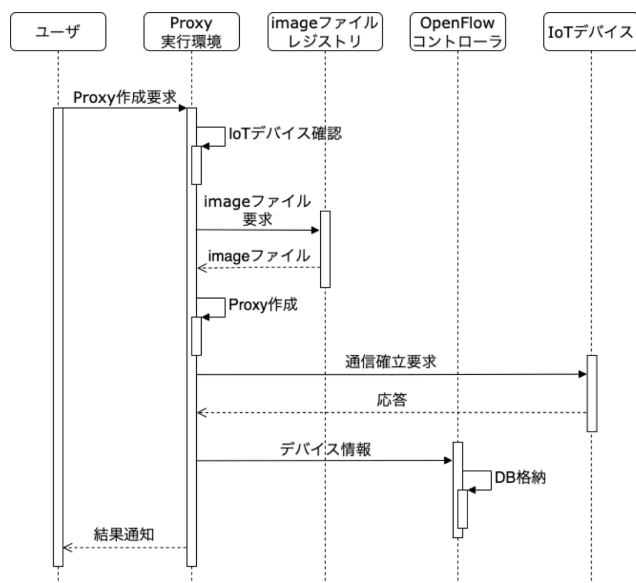 ユーザ
Proxy
実行環境
imageファイル
レジストリ
OpenFlow
コントローラ
IoTデバイス
Proxy作成要求
IoTデバイス確認
imageファイル
要求
imageファイル
Proxy作成
通信確立要求
応答
デバイス情報
DB格納
結果通知